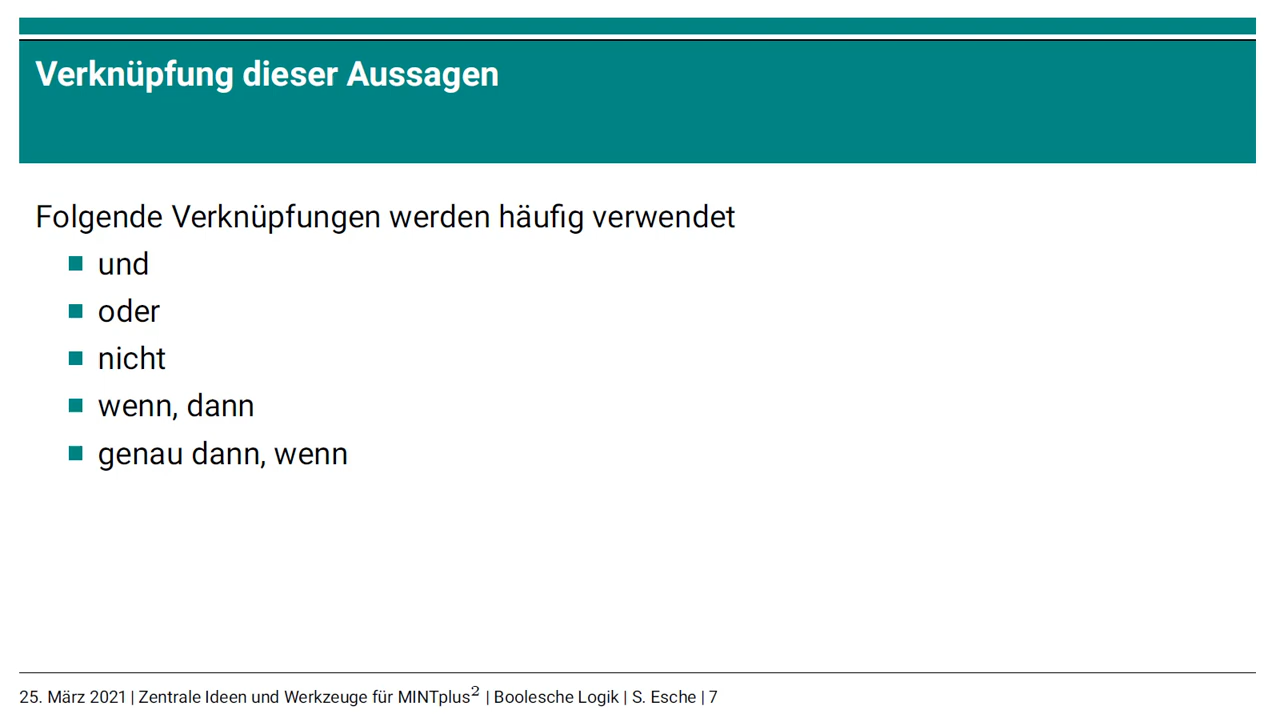 Verknüpfung dieser Aussagen
Folgende Verknüpfungen werden häufig verwendet
und
oder
nicht
wenn, dann
genau dann, wenn
25. März 2021 | Zentrale Ideen und Werkzeuge für MINTplus² | Boolesche Logik | S. Esche | 7